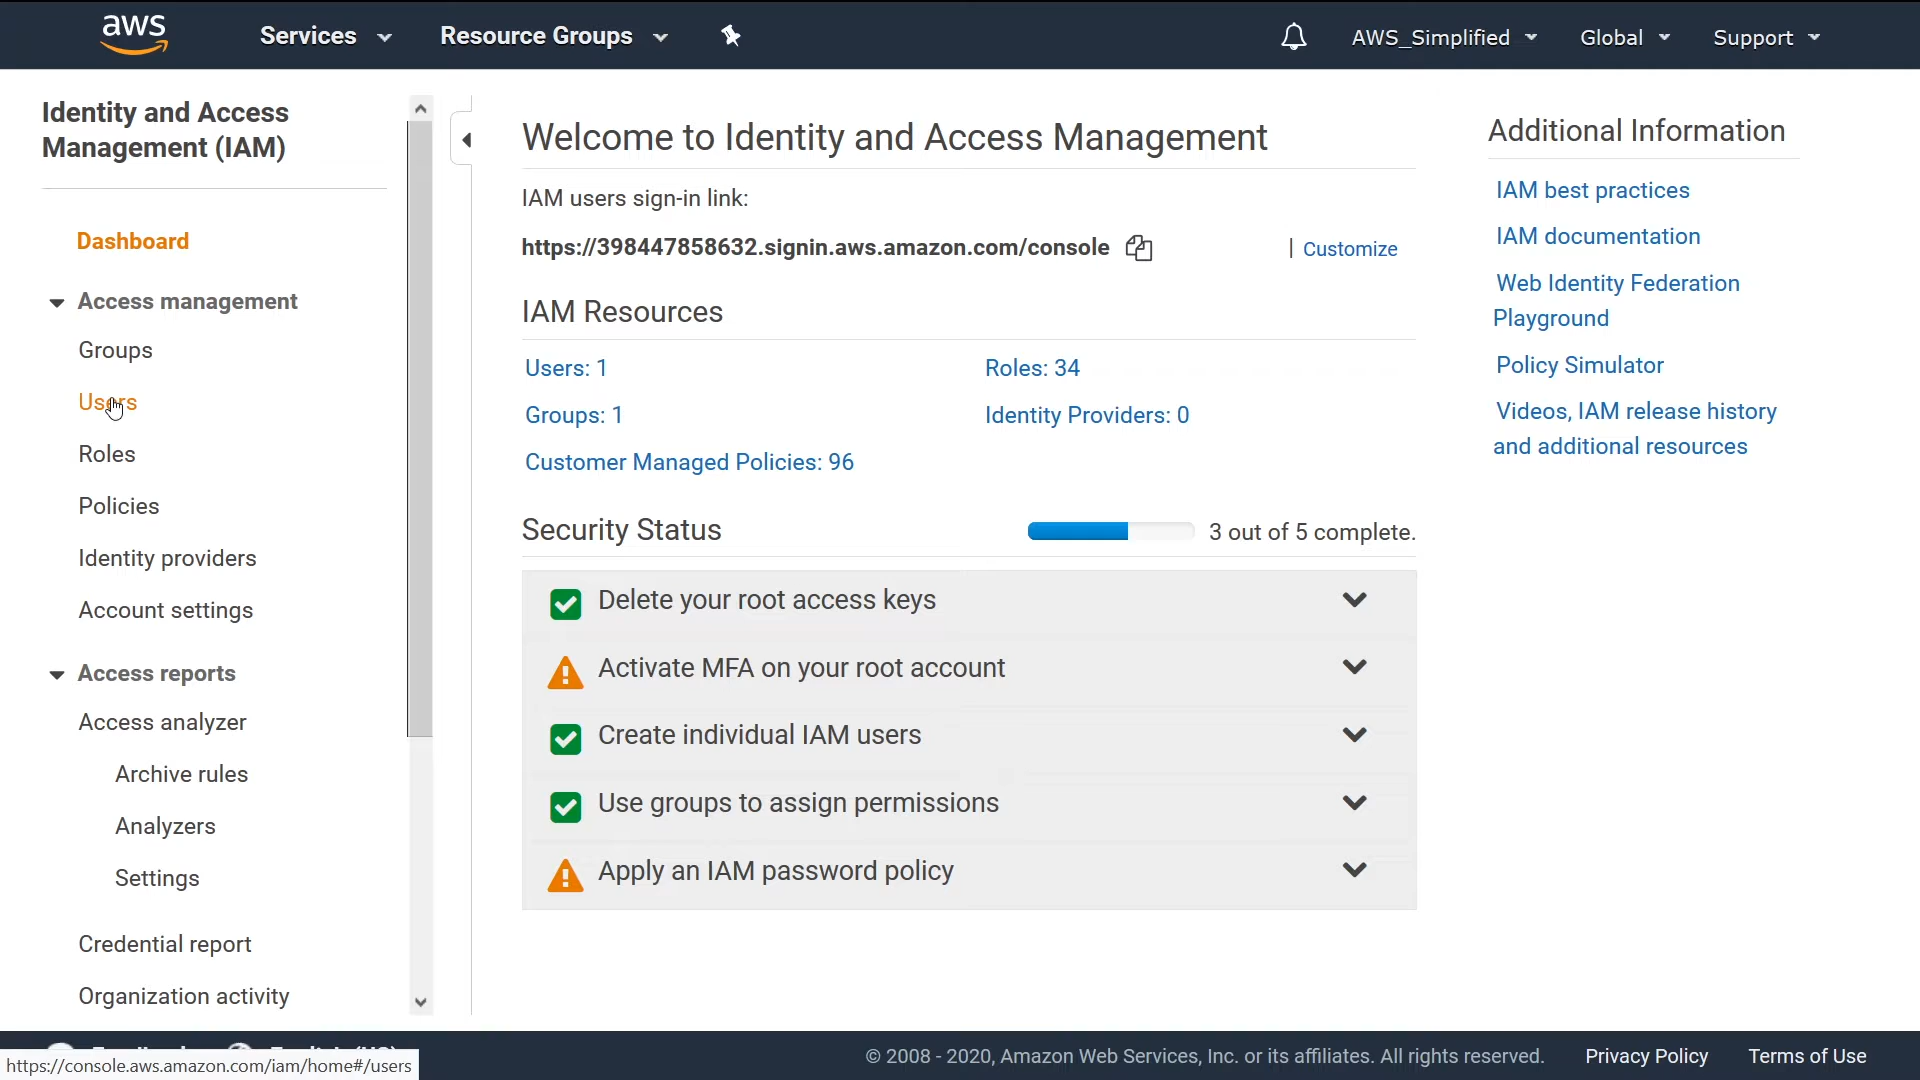 aws
Services
Resource Groups
AWS_Simplified
Global
Support
Identity and Access
Management (IAM)
Dashboard
Access management
Groups
Users
Roles
Policies
Identity providers
Account settings
Access reports
Access analyzer
Archive rules
Analyzers
Settings
Credential report
Organization activity
Welcome to Identity and Access Management
IAM users sign-in link:
https://398447858632.signin.aws.amazon.com/console
| Customize
IAM Resources
Users: 1
Roles: 34
Groups: 1
Identity Providers: 0
Customer Managed Policies: 96
Security Status
3 out of 5 complete.
Delete your root access keys
Activate MFA on your root account
Create individual IAM users
Use groups to assign permissions
Apply an IAM password policy
Additional Information
IAM best practices
IAM documentation
Web Identity Federation
Playground
Policy Simulator
Videos, IAM release history
and additional resources
https://console.aws.amazon.com/iam/home#/users
© 2008 - 2020, Amazon Web Services, Inc. or its affiliates. All rights reserved.
Privacy Policy
Terms of Use